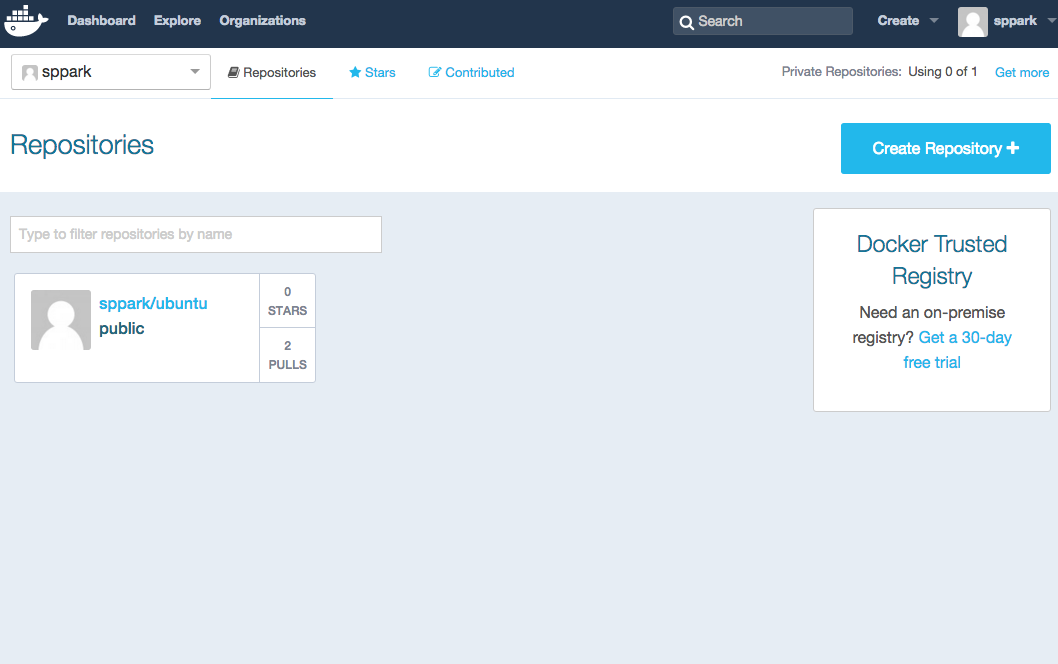 Dashboard Explore Organizations Search Create sppark
sppark Repositories Stars Contributed Private Repositories: Using 0 of 1 Get more
Repositories
Create Repository
Type to filter repositories by name
sppark/ubuntu
public
0
STARS
2
PULLS
Docker Trusted
Registry
Need an on-premise
registry? Get a 30-day
free trial